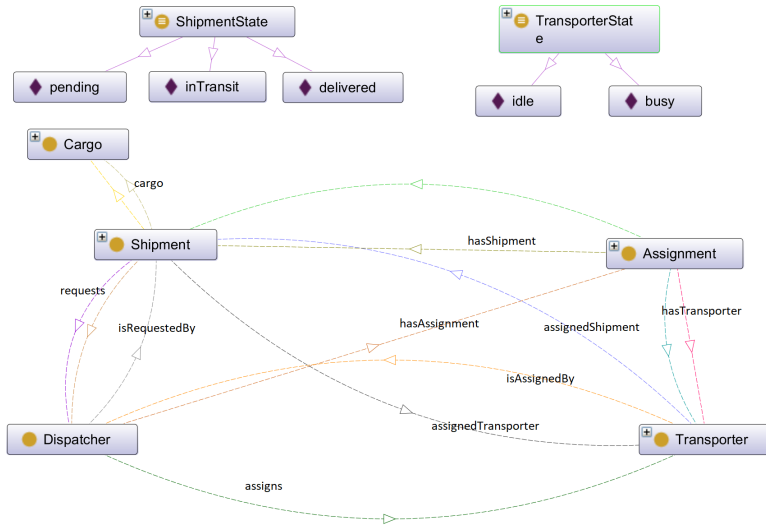 ShipmentState
TransporterStat
e
pending
inTransit
delivered
idle
busy
Cargo
cargo
Shipment
hasShipment
Assignment
requests
isRequestedBy
hasAssignment
assignedShipment
hasTransporter
isAssignedBy
assignedTransporter
Dispatcher
Transporter
assigns